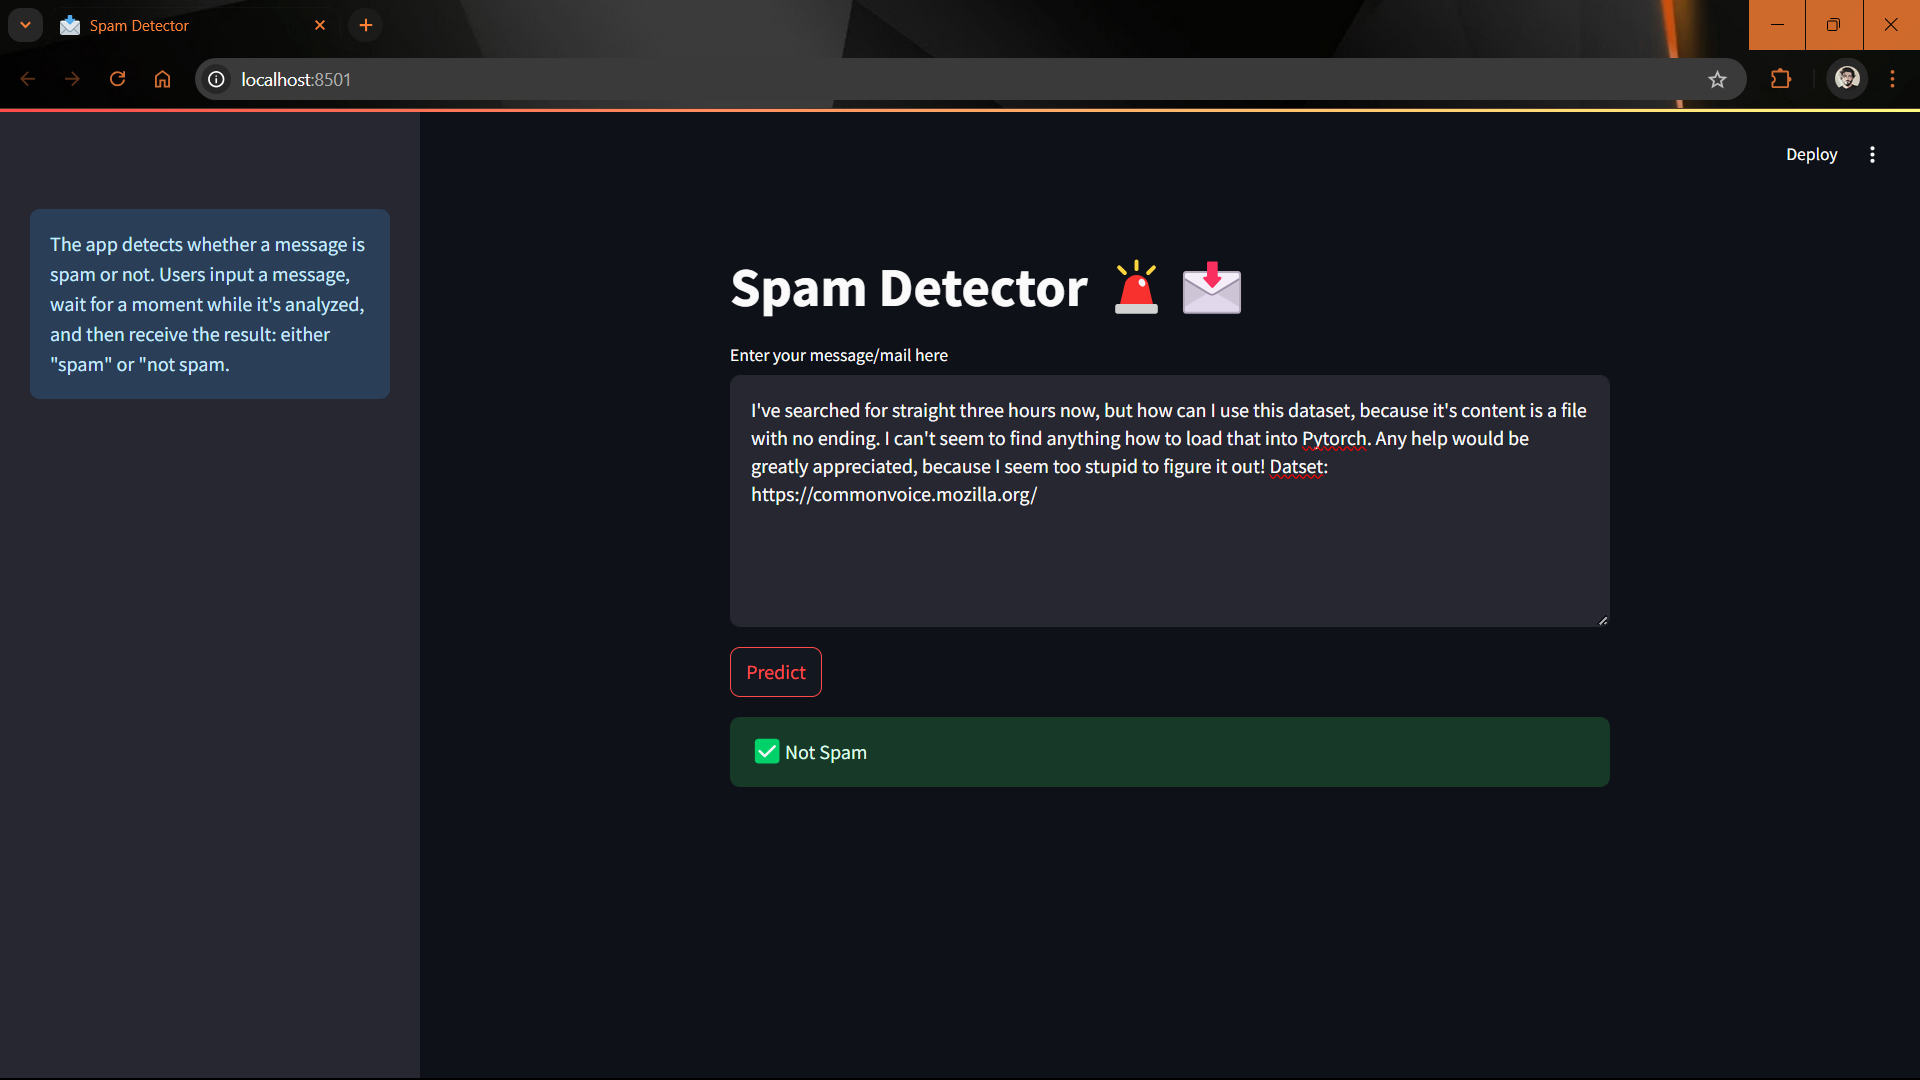 Spam Detector
localhost:8501
Deploy
The app detects whether a message is
spam or not. Users input a message,
wait for a moment while it's analyzed,
and then receive the result: either
"spam" or "not spam.
Spam Detector
Enter your message/mail here
I've searched for straight three hours now, but how can I use this dataset, because it's content is a file
with no ending. I can't seem to find anything how to load that into Pytorch. Any help would be
greatly appreciated, because I seem too stupid to figure it out! Datset:
https://commonvoice.mozilla.org/
Predict
Not Spam